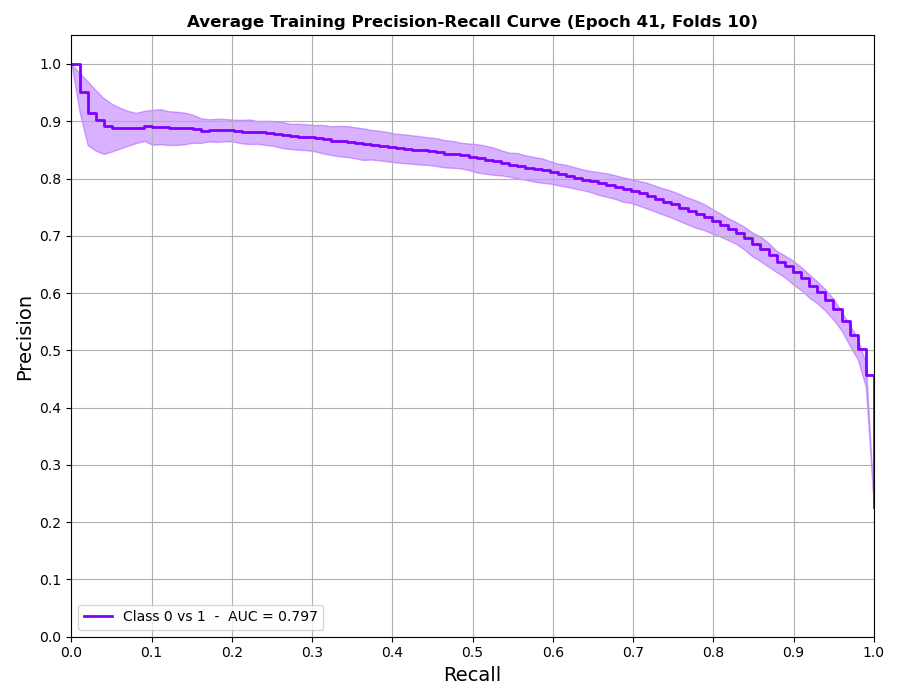 Average Training Precision-Recall Curve (Epoch 41, Folds 10)
Precision
1.0
0.9
0.8
0.7
0.6
0.5
0.4
0.3
0.2
0.1
0.0
Class 0 vs 1 - AUC = 0.797
0.0 0.1 0.2 0.3 0.4 0.5 0.6 0.7 0.8 0.9 1.0
Recall